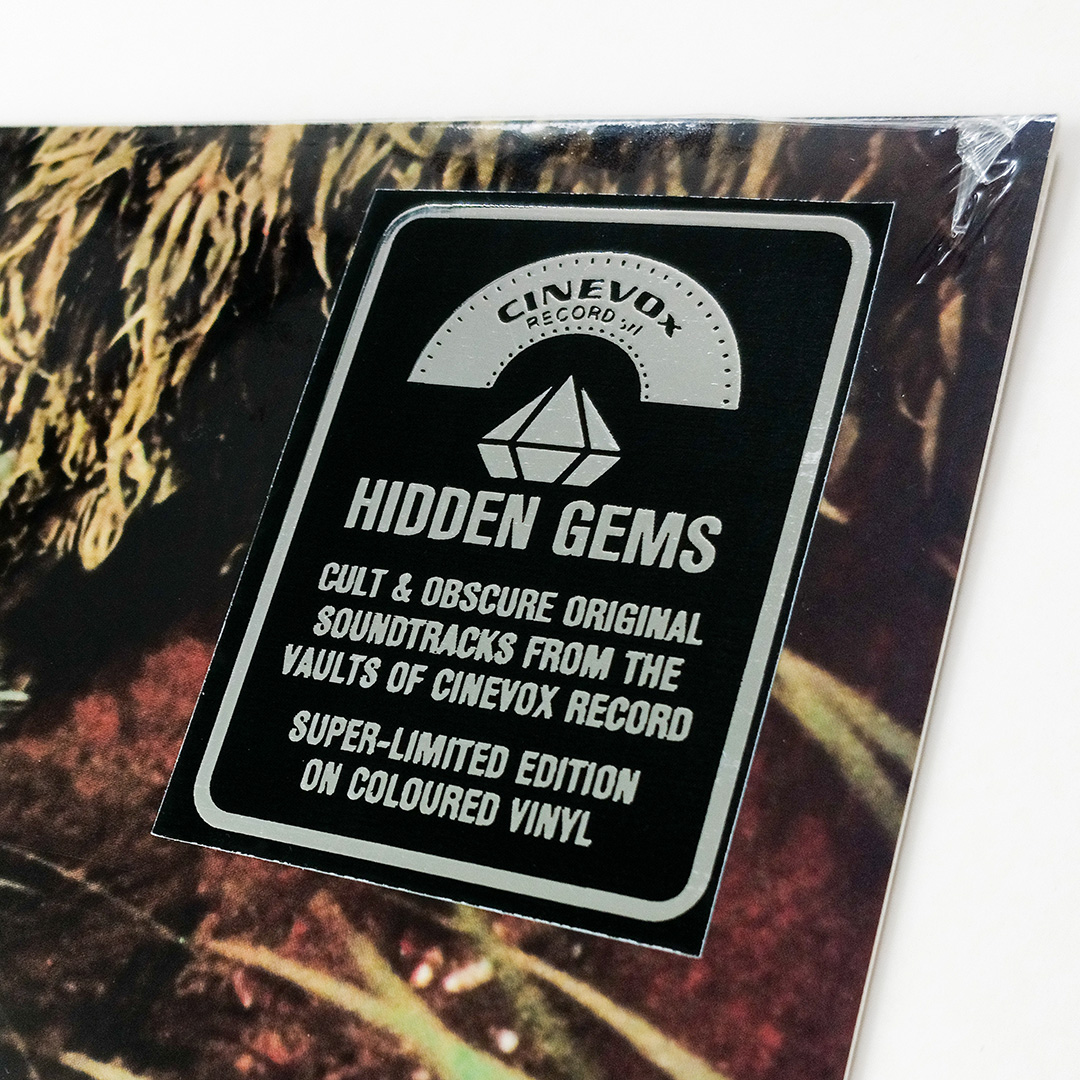 CINEVOX
RECORD srl
HIDDEN GEMS
CULT & OBSCURE ORIGINAL
SOUNDTRACKS FROM THE
VAULTS OF CINEVOX RECORD
SUPER-LIMITED EDITION
ON COLOURED VINYL